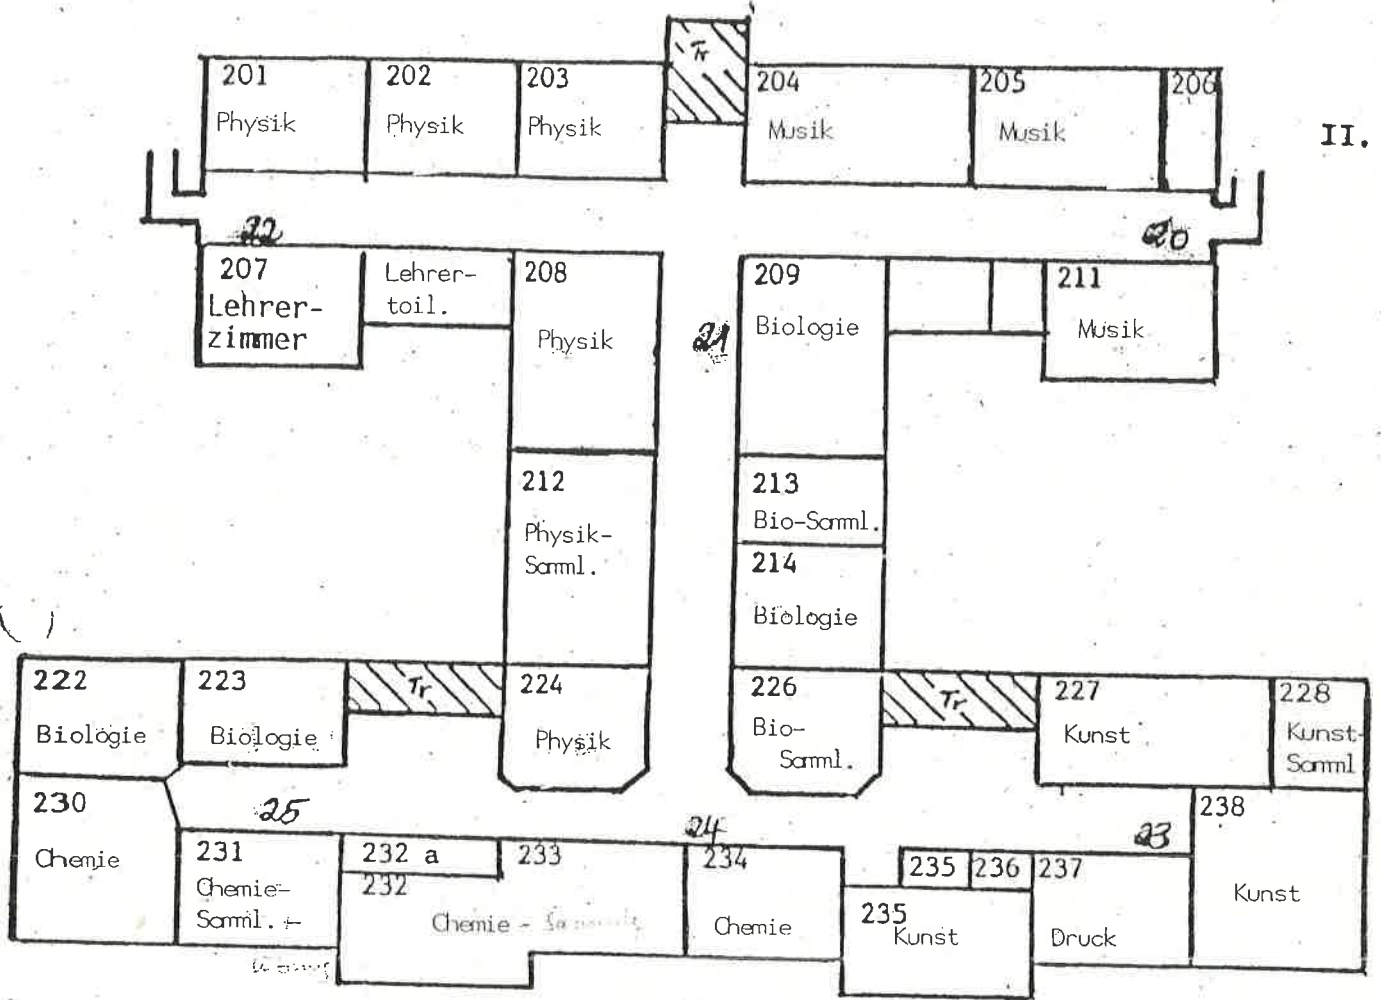 Tr
201
Physik
202
Physik
203
Physik
204
Musik
205
Musik
206
II.
22
20
207
Lehrer-
zimmer
Lehrer-
toil.
208
Physik
21
209
Biologie
211
Musik
212
Physik-
Samml.
213
Bio-Samml.
214
Biologie
222
Biologie
223
Biologie
Tr
224
Physik
226
Bio-
Samml.
Tr
227
Kunst
228
Kunst-
Samml
230
Chemie
25
24
23
238
Kunst
231
Chemie-
Samml.
232 a
232
233
Chemie -
234
Chemie
235
236
237
Druck
235
Kunst